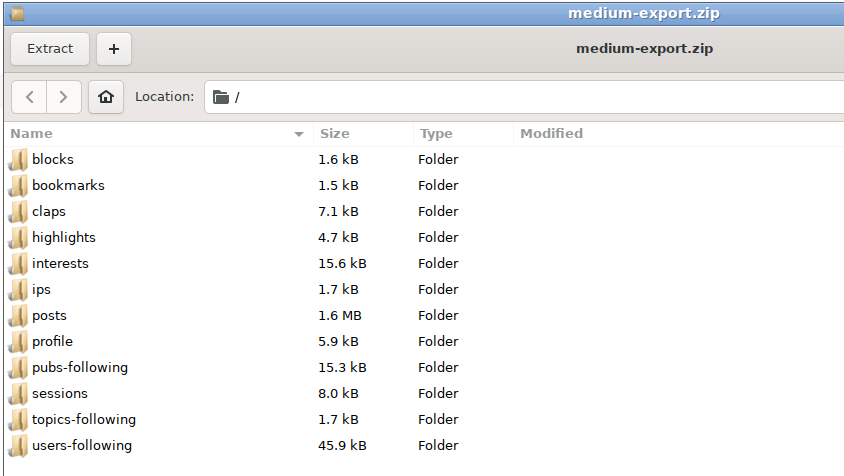 medium-export.zip
Extract + medium-export.zip
Location: /
Name Size Type Modified
blocks 1.6 kB Folder
bookmarks 1.5 kB Folder
claps 7.1 kB Folder
highlights 4.7 kB Folder
interests 15.6 kB Folder
ips 1.7 kB Folder
posts 1.6 MB Folder
profile 5.9 kB Folder
pubs-following 15.3 kB Folder
sessions 8.0 kB Folder
topics-following 1.7 kB Folder
users-following 45.9 kB Folder